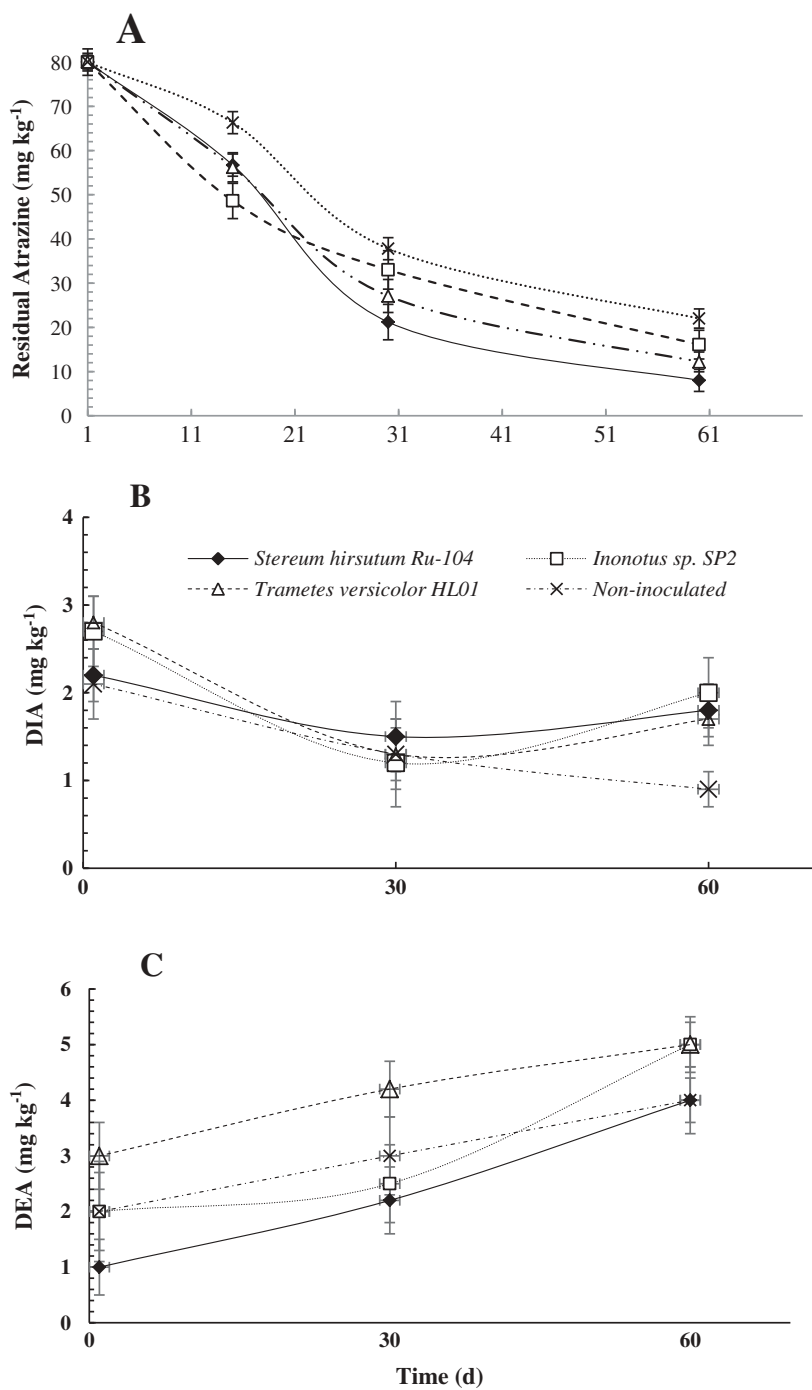 A
Residual Atrazine (mg kg⁻¹)
80
70
60
50
40
30
20
10
0
1 11 21 31 41 51 61
B
DIA (mg kg⁻¹)
4
3
2
1
0
Stereum hirsutum Ru-104 Inonotus sp. SP2
Trametes versicolor HL01 Non-inoculated
0 30 60
C
DEA (mg kg⁻¹)
6
5
4
3
2
1
0
0 30 60
Time (d)